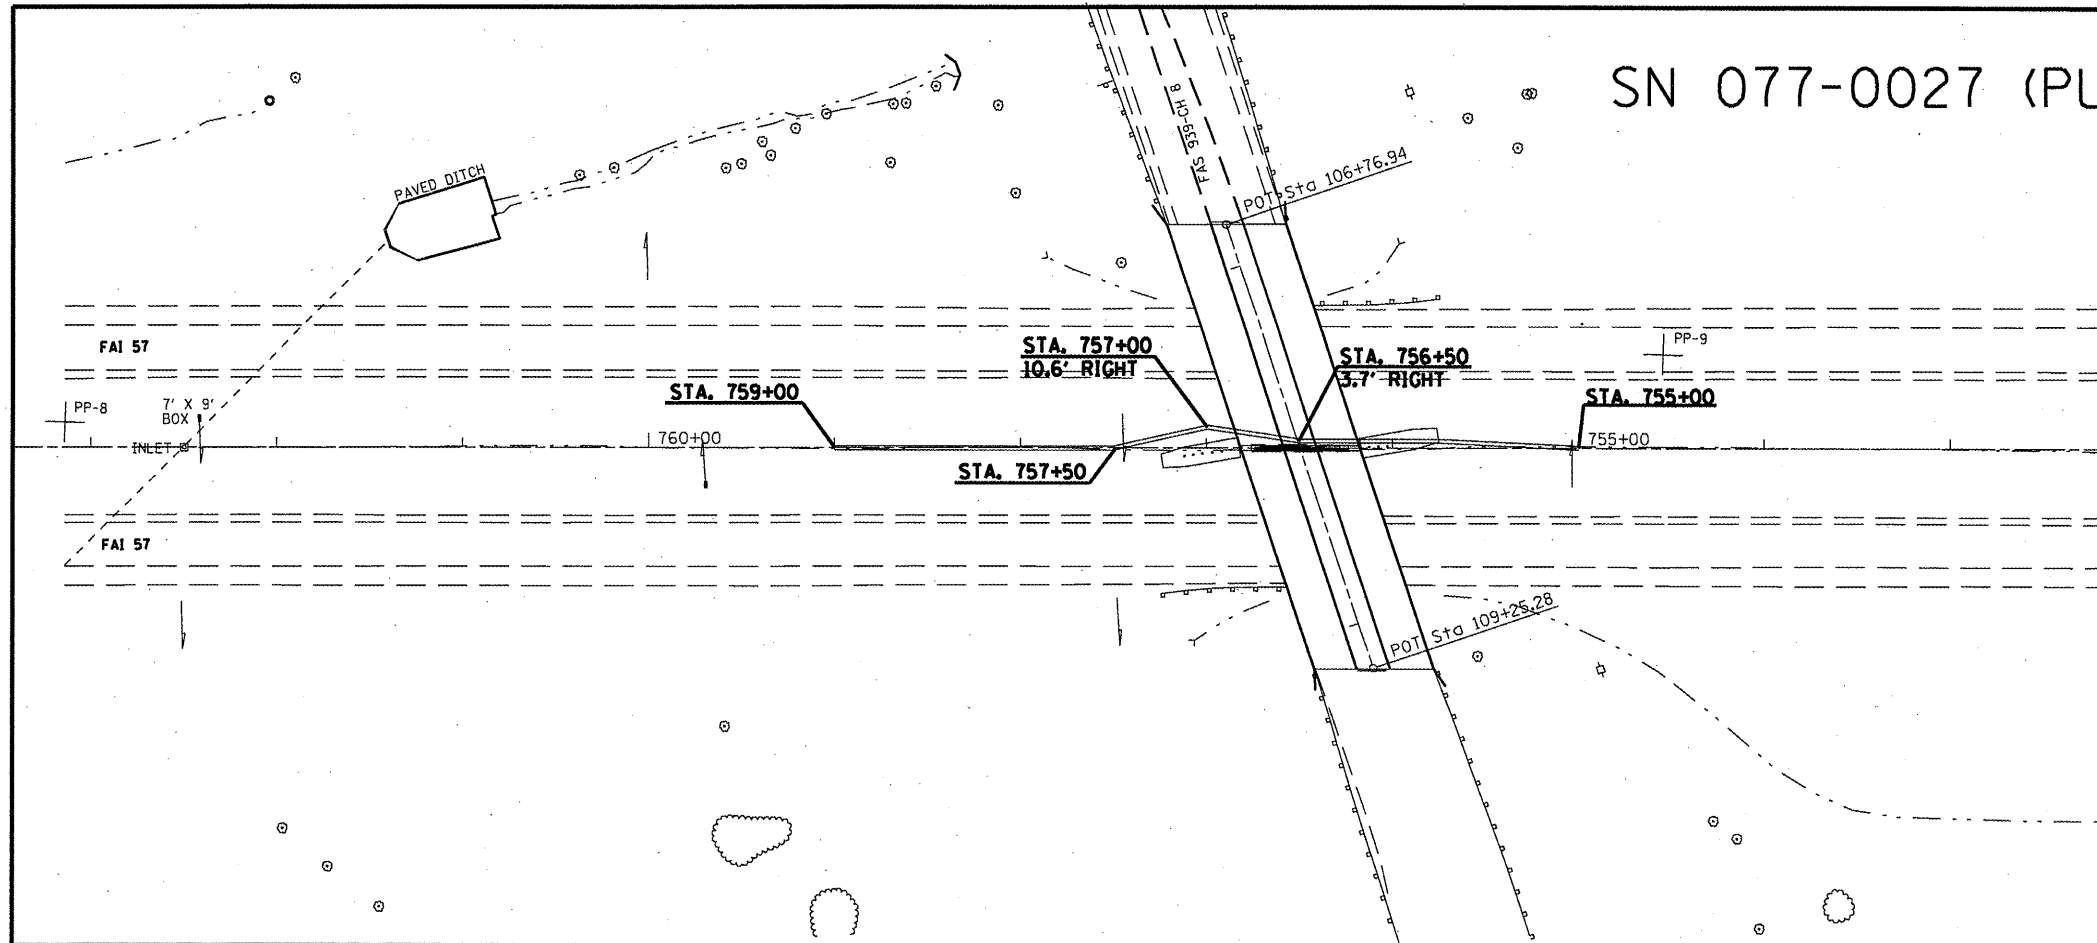 SN 077-0027 (PU
FAS 939-CH 8
POT Sta 106+76.94
PAVED DITCH
FAI 57
STA. 757+00
10.6' RIGHT
STA. 756+50
3.7' RIGHT
PP-9
STA. 759+00
STA. 755+00
PP-8
7' X 9'
BOX
INLET
760+00
755+00
STA. 757+50
FAI 57
POT Sta 109+25.28